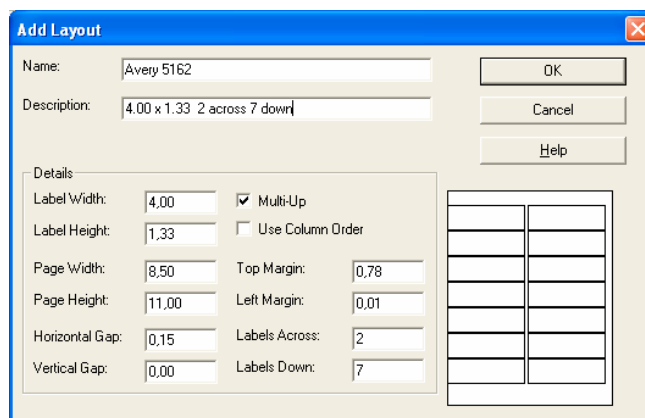 Add Layout
Name: Avery 5162 OK
Description: 4.00 x 1.33 2 across 7 down Cancel
Help
Details
Label Width: 4,00 Multi-Up
Label Height: 1,33 Use Column Order
Page Width: 8,50 Top Margin: 0,78
Page Height: 11,00 Left Margin: 0,01
Horizontal Gap: 0,15 Labels Across: 2
Vertical Gap: 0,00 Labels Down: 7